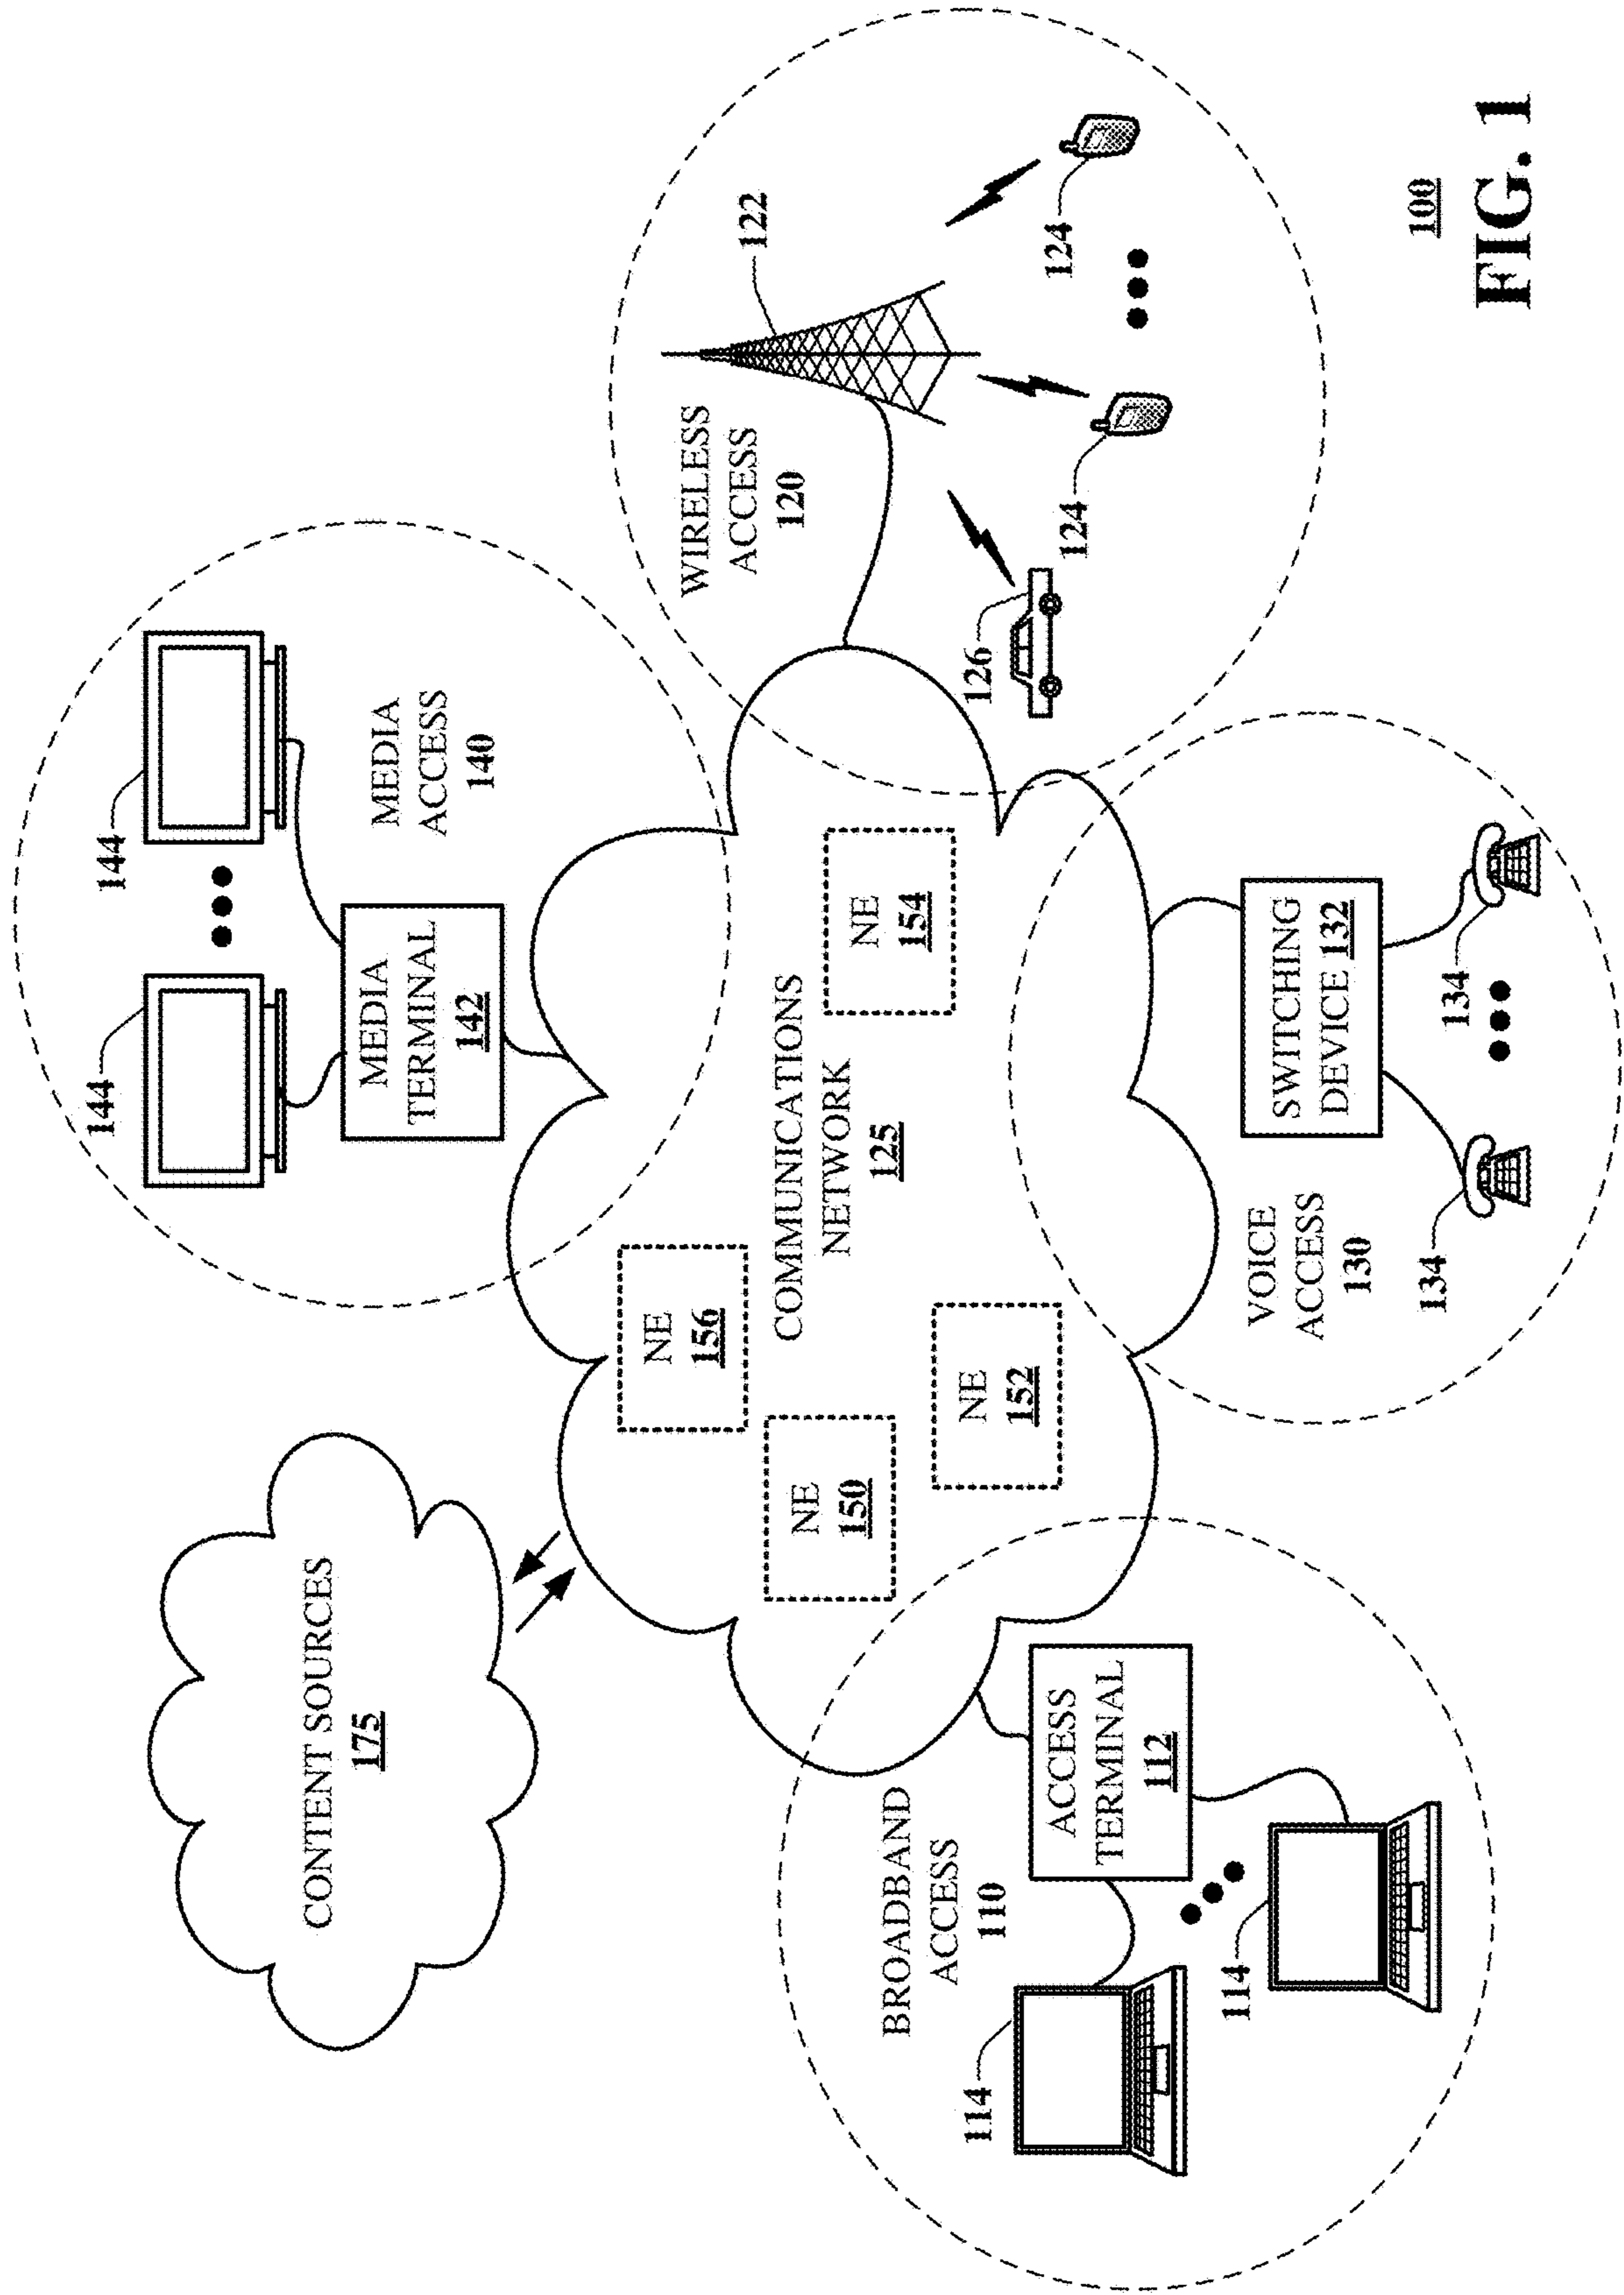 CONTENT SOURCES
175
144
144
MEDIA
TERMINAL
142
MEDIA
ACCESS
140
NE
156
NE
150
NE
152
COMMUNICATIONS
NETWORK
125
NE
154
WIRELESS
ACCESS
120
122
126
124
124
BROADBAND
ACCESS
110
ACCESS
TERMINAL
112
114
114
VOICE
ACCESS
130
SWITCHING
DEVICE 132
134
134
100
FIG. 1